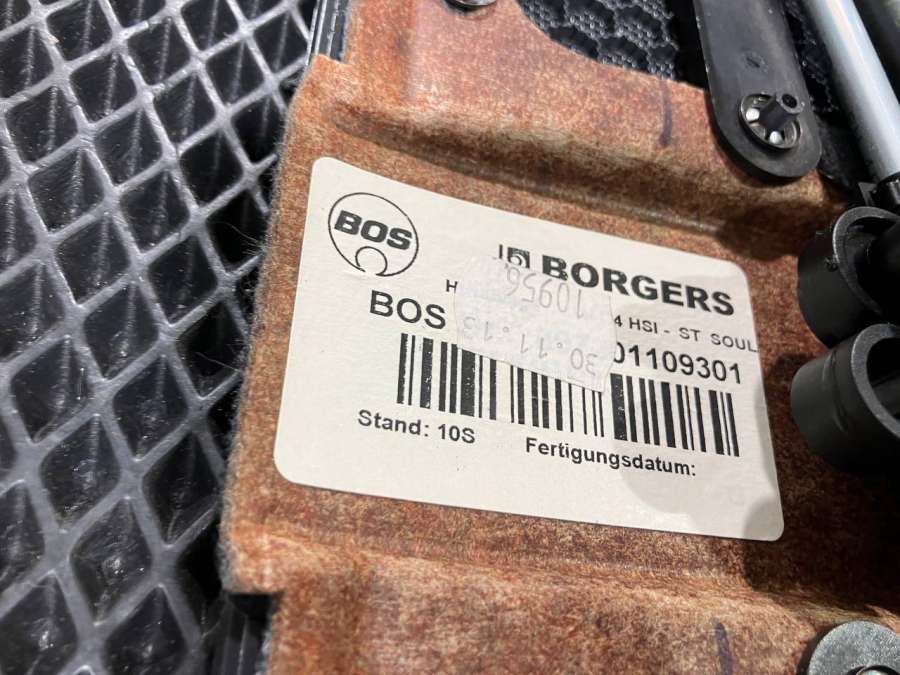 BOS
BORGERS
H
4 HSI - ST SOUL
BOS
01109301
10956
30.11.13
Stand: 10S
Fertigungsdatum: